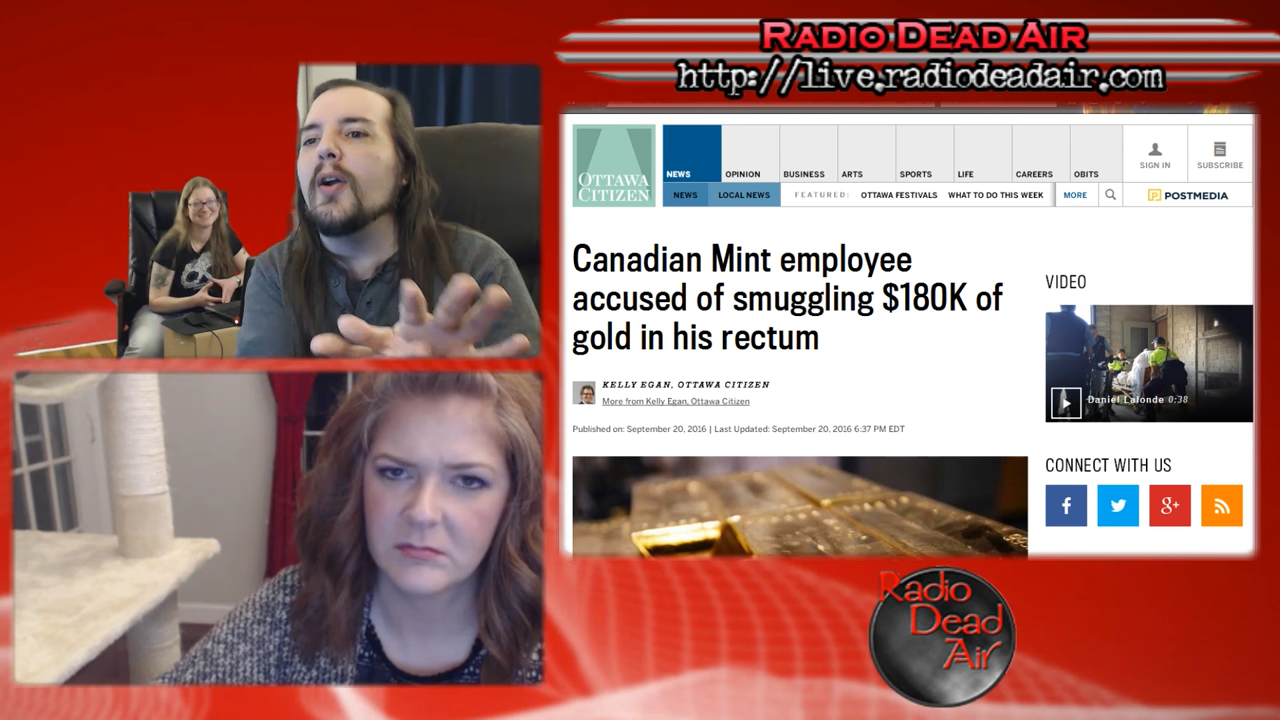 RADIO DEAD AIR
http://live.radiodeadair.com
OTTAWA
CITIZEN
NEWS
OPINION
BUSINESS
ARTS
SPORTS
LIFE
CAREERS
OBITS
SIGN IN
SUBSCRIBE
NEWS
LOCAL NEWS
FEATURED:
OTTAWA FESTIVALS
WHAT TO DO THIS WEEK
MORE
P POSTMEDIA
Canadian Mint employee
accused of smuggling $180K of
gold in his rectum
KELLY EGAN, OTTAWA CITIZEN
More from Kelly Egan, Ottawa Citizen
Published on: September 20, 2016 | Last Updated: September 20, 2016 6:37 PM EDT
VIDEO
Daniel Lalonde 0:38
CONNECT WITH US
f
g+
Radio
Dead
Air